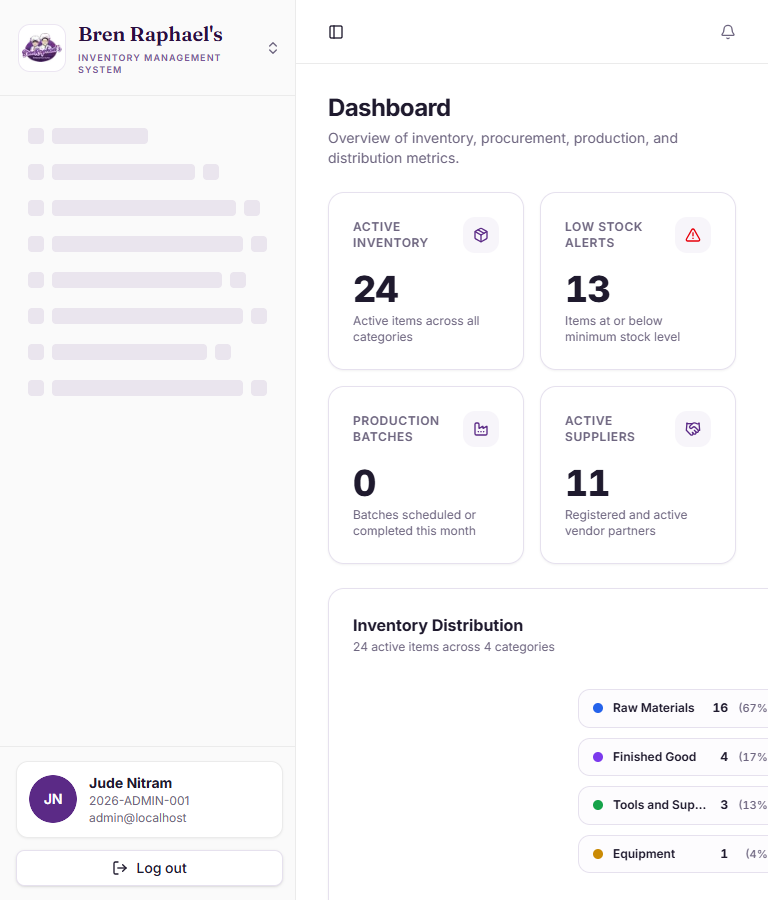 Bren Raphael's
INVENTORY MANAGEMENT
SYSTEM
Dashboard
Overview of inventory, procurement, production, and
distribution metrics.
ACTIVE
INVENTORY
24
Active items across all
categories
LOW STOCK
ALERTS
13
Items at or below
minimum stock level
PRODUCTION
BATCHES
0
Batches scheduled or
completed this month
ACTIVE
SUPPLIERS
11
Registered and active
vendor partners
Inventory Distribution
24 active items across 4 categories
Raw Materials 16 (67%
Finished Good 4 (17%
Tools and Sup... 3 (13%
Equipment 1 (4%
JN
Jude Nitram
2026-ADMIN-001
admin@localhost
Log out